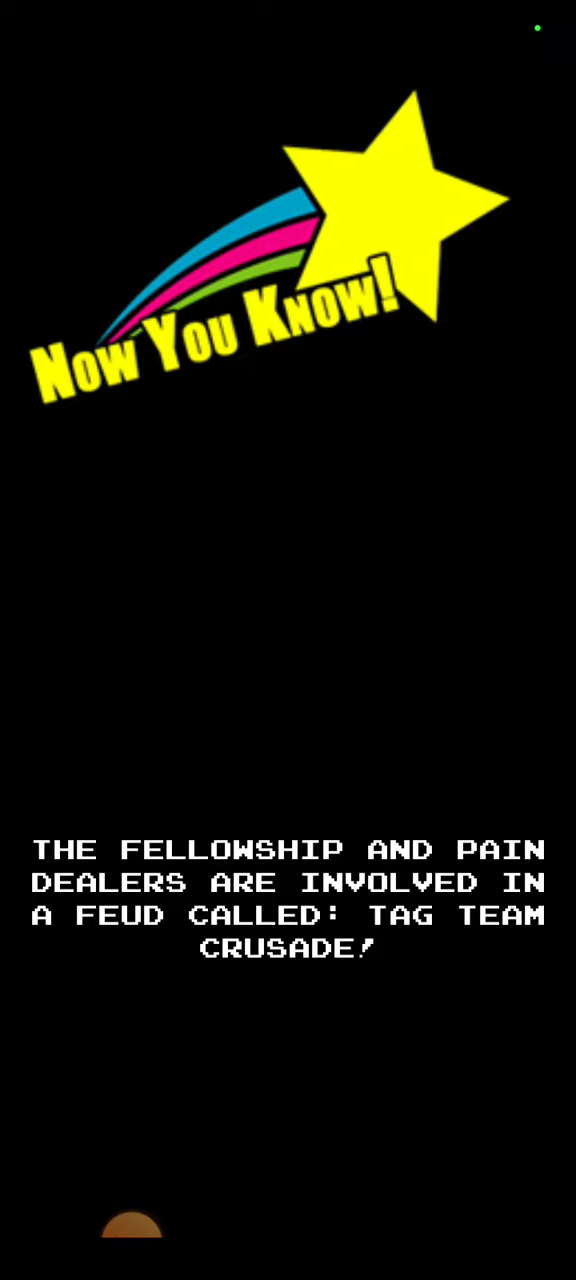 Now You Know!
THE FELLOWSHIP AND PAIN
DEALERS ARE INVOLVED IN
A FEUD CALLED: TAG TEAM
CRUSADE!